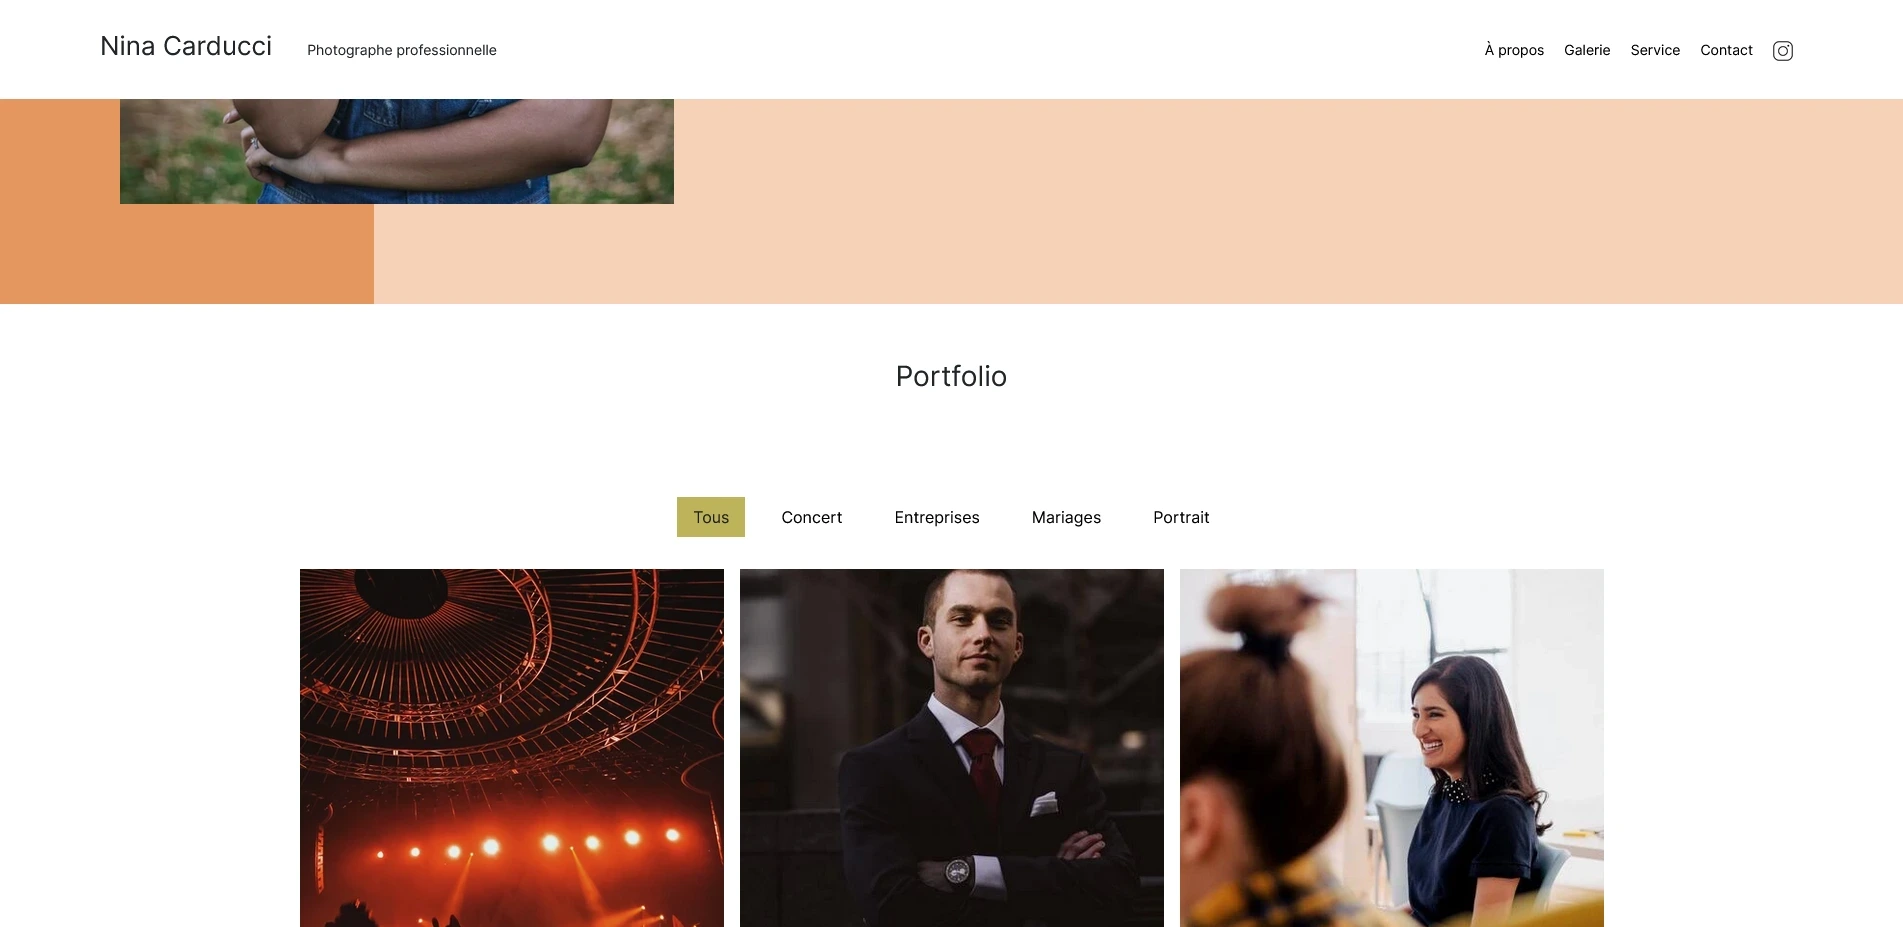 Nina Carducci
Photographe professionnelle
À propos
Galerie
Service
Contact
Portfolio
Tous
Concert
Entreprises
Mariages
Portrait